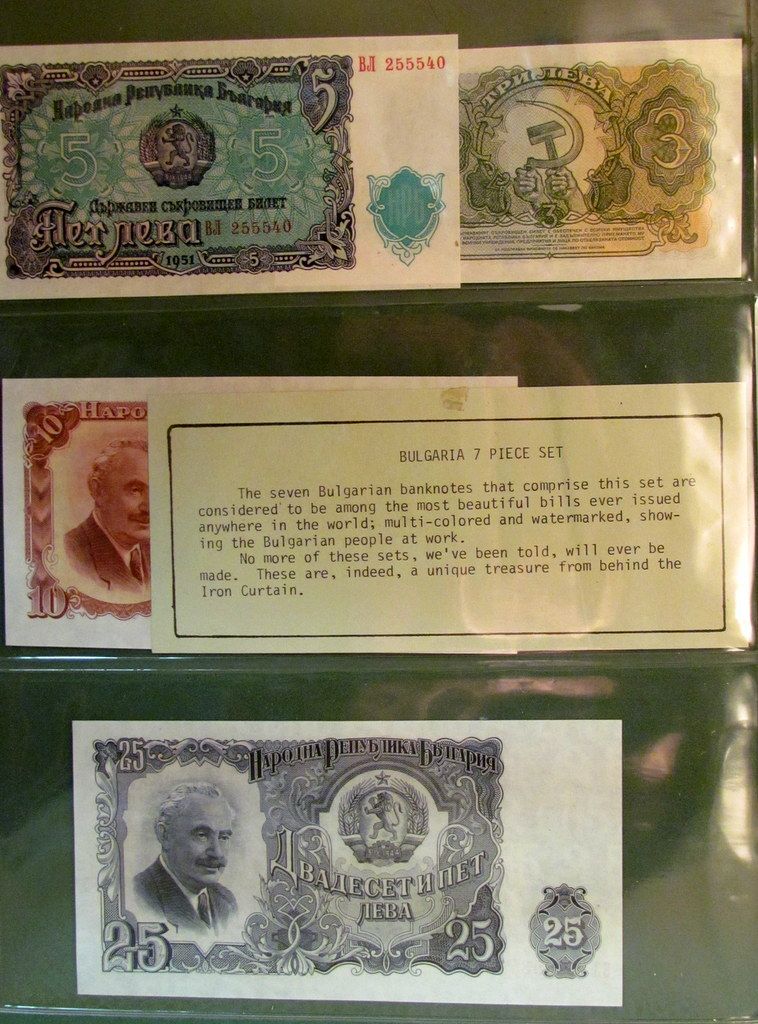 5
ВЛ 255540
Народна Република България
5 5
ДЪРЖАВЕН СЪКРОВИЩЕН БИЛЕТ
Пет лева ВЛ 255540
1951 5
ТРИ ЛЕВА
3
3
10 НАРО
10
BULGARIA 7 PIECE SET
The seven Bulgarian banknotes that comprise this set are
considered to be among the most beautiful bills ever issued
anywhere in the world; multi-colored and watermarked, show-
ing the Bulgarian people at work.
No more of these sets, we've been told, will ever be
made. These are, indeed, a unique treasure from behind the
Iron Curtain.
25 НАРОДНА РЕПУБЛИКА БЪЛГАРИЯ
ДВАДЕСЕТ И ПЕТ
ЛЕВА
25 25 25